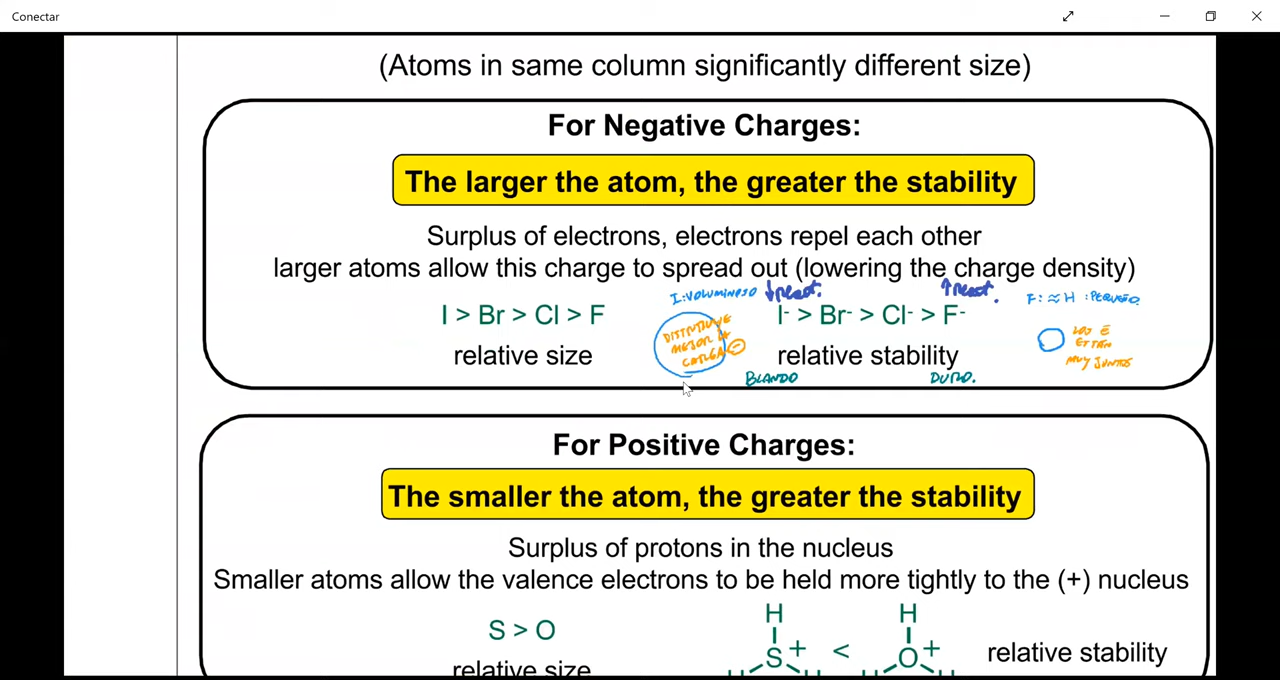 Conectar
(Atoms in same column significantly different size)
For Negative Charges:
The larger the atom, the greater the stability
Surplus of electrons, electrons repel each other
larger atoms allow this charge to spread out (lowering the charge density)
I: VOLUMINOSO ↓React. ↑React. F: ≈ H : PEQUEÑO
I > Br > Cl > F
I⁻ > Br⁻ > Cl⁻ > F⁻
DISTRIBUYE
MEJOR LA
CARGA ⊖
LOS
ESTAN
MUY JUNTOS
relative size
relative stability
BLANDO DURO.
For Positive Charges:
The smaller the atom, the greater the stability
Surplus of protons in the nucleus
Smaller atoms allow the valence electrons to be held more tightly to the (+) nucleus
H H
S > O
S+ < O+ relative stability
relative size
H H H H